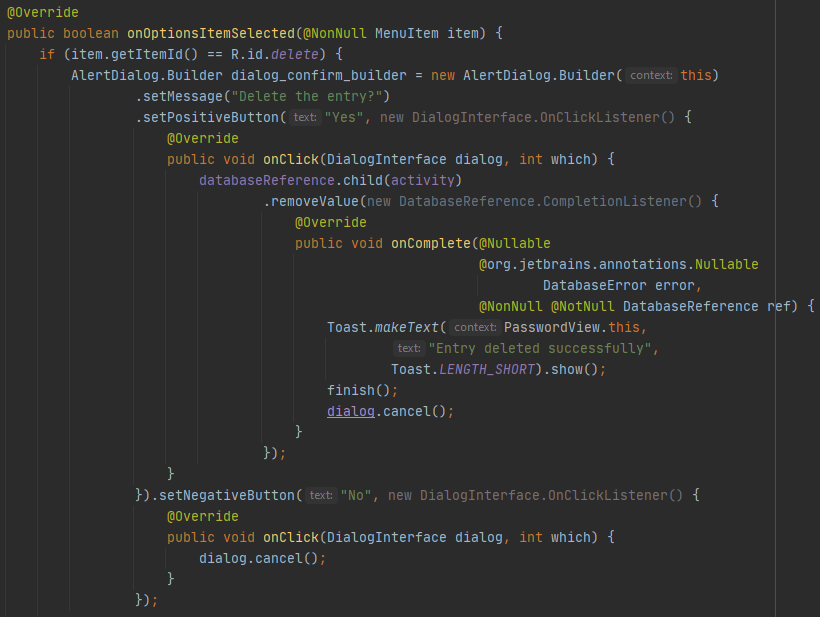 @Override
public boolean onOptionsItemSelected(@NonNull MenuItem item) {
    if (item.getItemId() == R.id.delete) {
        AlertDialog.Builder dialog_confirm_builder = new AlertDialog.Builder( context: this)
                .setMessage("Delete the entry?")
                .setPositiveButton( text: "Yes", new DialogInterface.OnClickListener() {
                    @Override
                    public void onClick(DialogInterface dialog, int which) {
                        databaseReference.child(activity)
                                .removeValue(new DatabaseReference.CompletionListener() {
                                    @Override
                                    public void onComplete(@Nullable
                                                           @org.jetbrains.annotations.Nullable
                                                                   DatabaseError error,
                                                           @NonNull @NotNull DatabaseReference ref) {
                                        Toast.makeText( context: PasswordView.this,
                                                text: "Entry deleted successfully",
                                                Toast.LENGTH_SHORT).show();
                                        finish();
                                        dialog.cancel();
                                    }
                                });
                    }
                }).setNegativeButton( text: "No", new DialogInterface.OnClickListener() {
                    @Override
                    public void onClick(DialogInterface dialog, int which) {
                        dialog.cancel();
                    }
                });